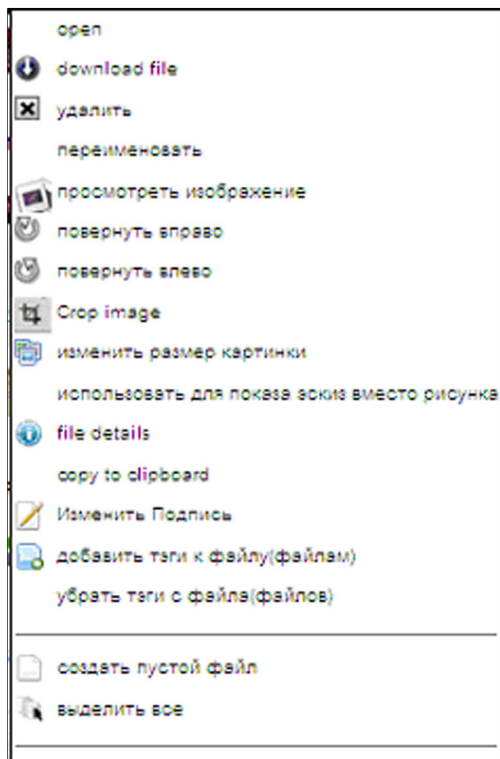 open
download file
удалить
переименовать
просмотреть изображение
повернуть вправо
повернуть влево
Crop image
изменить размер картинки
использовать для показа эскиз вместо рисунка
file details
copy to clipboard
Изменить Подпись
добавить тэги к файлу(файлам)
убрать тэги с файла(файлов)
создать пустой файл
выделить все